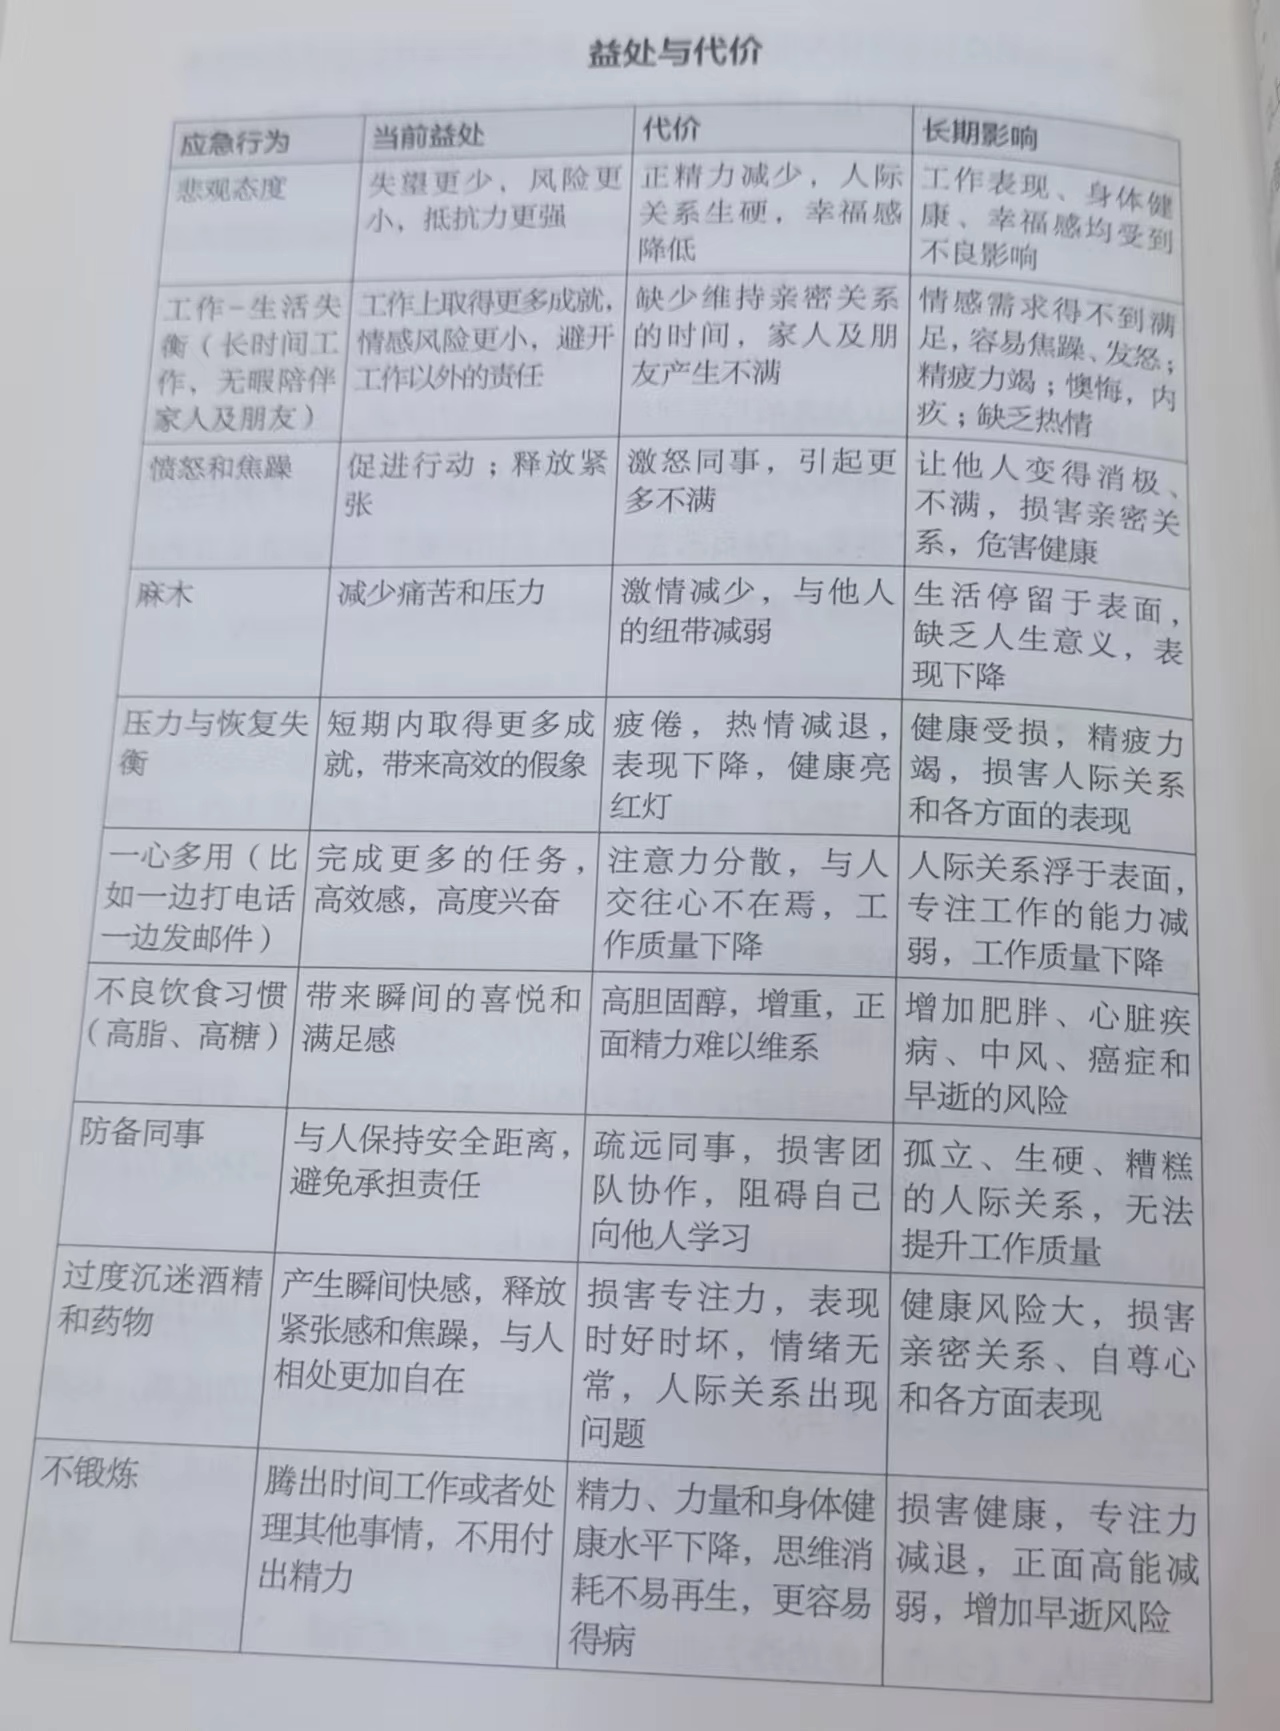 益处与代价
应急行为
当前益处
代价
长期影响
悲观态度
失望更少，风险更
小，抵抗力更强
正精力减少，人际
关系生硬，幸福感
降低
工作表现、身体健
康、幸福感均受到
不良影响
工作-生活失
衡（长时间工
作，无暇陪伴
家人及朋友）
工作上取得更多成就，
情感风险更小，避开
工作以外的责任
缺少维持亲密关系
的时间，家人及朋
友产生不满
情感需求得不到满
足，容易焦躁、发怒；
精疲力竭；懊悔，内
疚；缺乏热情
愤怒和焦躁
促进行动；释放紧
张
激怒同事，引起更
多不满
让他人变得消极、
不满，损害亲密关
系，危害健康
麻木
减少痛苦和压力
激情减少，与他人
的纽带减弱
生活停留于表面，
缺乏人生意义，表
现下降
压力与恢复失
衡
短期内取得更多成
就，带来高效的假象
疲倦，热情减退，
表现下降，健康亮
红灯
健康受损，精疲力
竭，损害人际关系
和各方面的表现
一心多用（比
如一边打电话
一边发邮件）
完成更多的任务，
高效感，高度兴奋
注意力分散，与人
交往心不在焉，工
作质量下降
人际关系浮于表面，
专注工作的能力减
弱，工作质量下降
不良饮食习惯
（高脂、高糖）
带来瞬间的喜悦和
满足感
高胆固醇，增重，正
面精力难以维系
增加肥胖、心脏疾
病、中风、癌症和
早逝的风险
防备同事
与人保持安全距离，
避免承担责任
疏远同事，损害团
队协作，阻碍自己
向他人学习
孤立、生硬、糟糕
的人际关系，无法
提升工作质量
过度沉迷酒精
和药物
产生瞬间快感，释放
紧张感和焦躁，与人
相处更加自在
损害专注力，表现
时好时坏，情绪无
常，人际关系出现
问题
健康风险大，损害
亲密关系、自尊心
和各方面表现
不锻炼
腾出时间工作或者处
理其他事情，不用付
出精力
精力、力量和身体健
康水平下降，思维消
耗不易再生，更容易
得病
损害健康，专注力
减退，正面高能减
弱，增加早逝风险